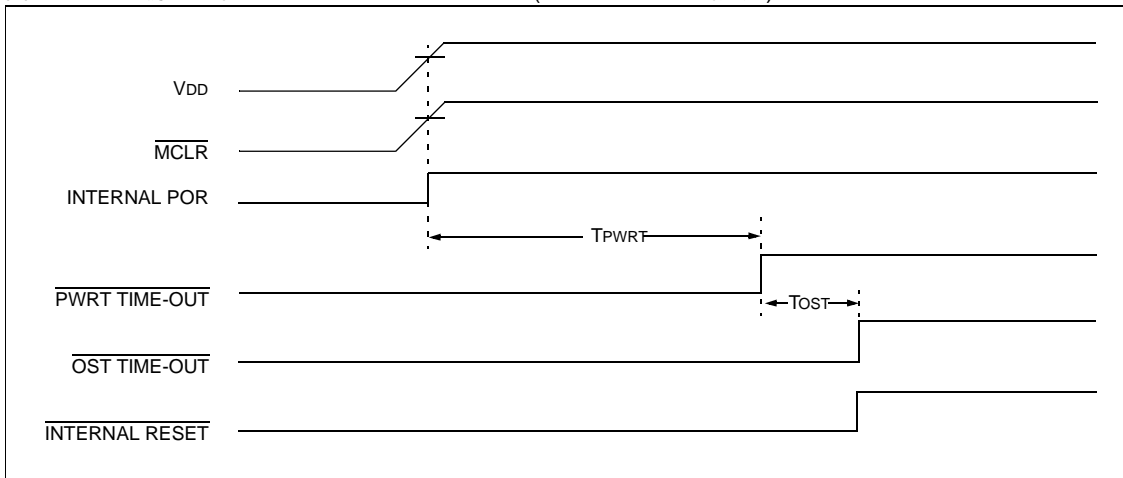 VDD
MCLR
INTERNAL POR
TPWRT
PWRT TIME-OUT
TOST
OST TIME-OUT
INTERNAL RESET